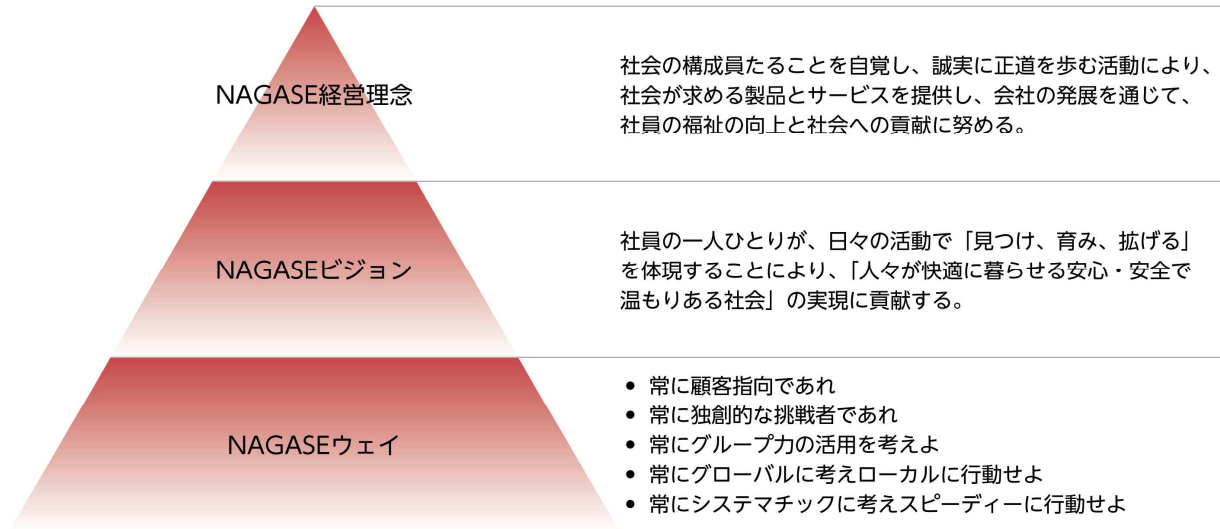 NAGASE経営理念
社会の構成員たることを自覚し、誠実に正道を歩む活動により、
社会が求める製品とサービスを提供し、会社の発展を通じて、
社員の福祉の向上と社会への貢献に努める。
NAGASEビジョン
社員の一人ひとりが、日々の活動で「見つけ、育み、拡げる」
を体現することにより、「人々が快適に暮らせる安心・安全で
温もりある社会」の実現に貢献する。
NAGASEウェイ
• 常に顧客指向であれ
• 常に独創的な挑戦者であれ
• 常にグループ力の活用を考えよ
• 常にグローバルに考えローカルに行動せよ
• 常にシステマチックに考えスピーディーに行動せよ